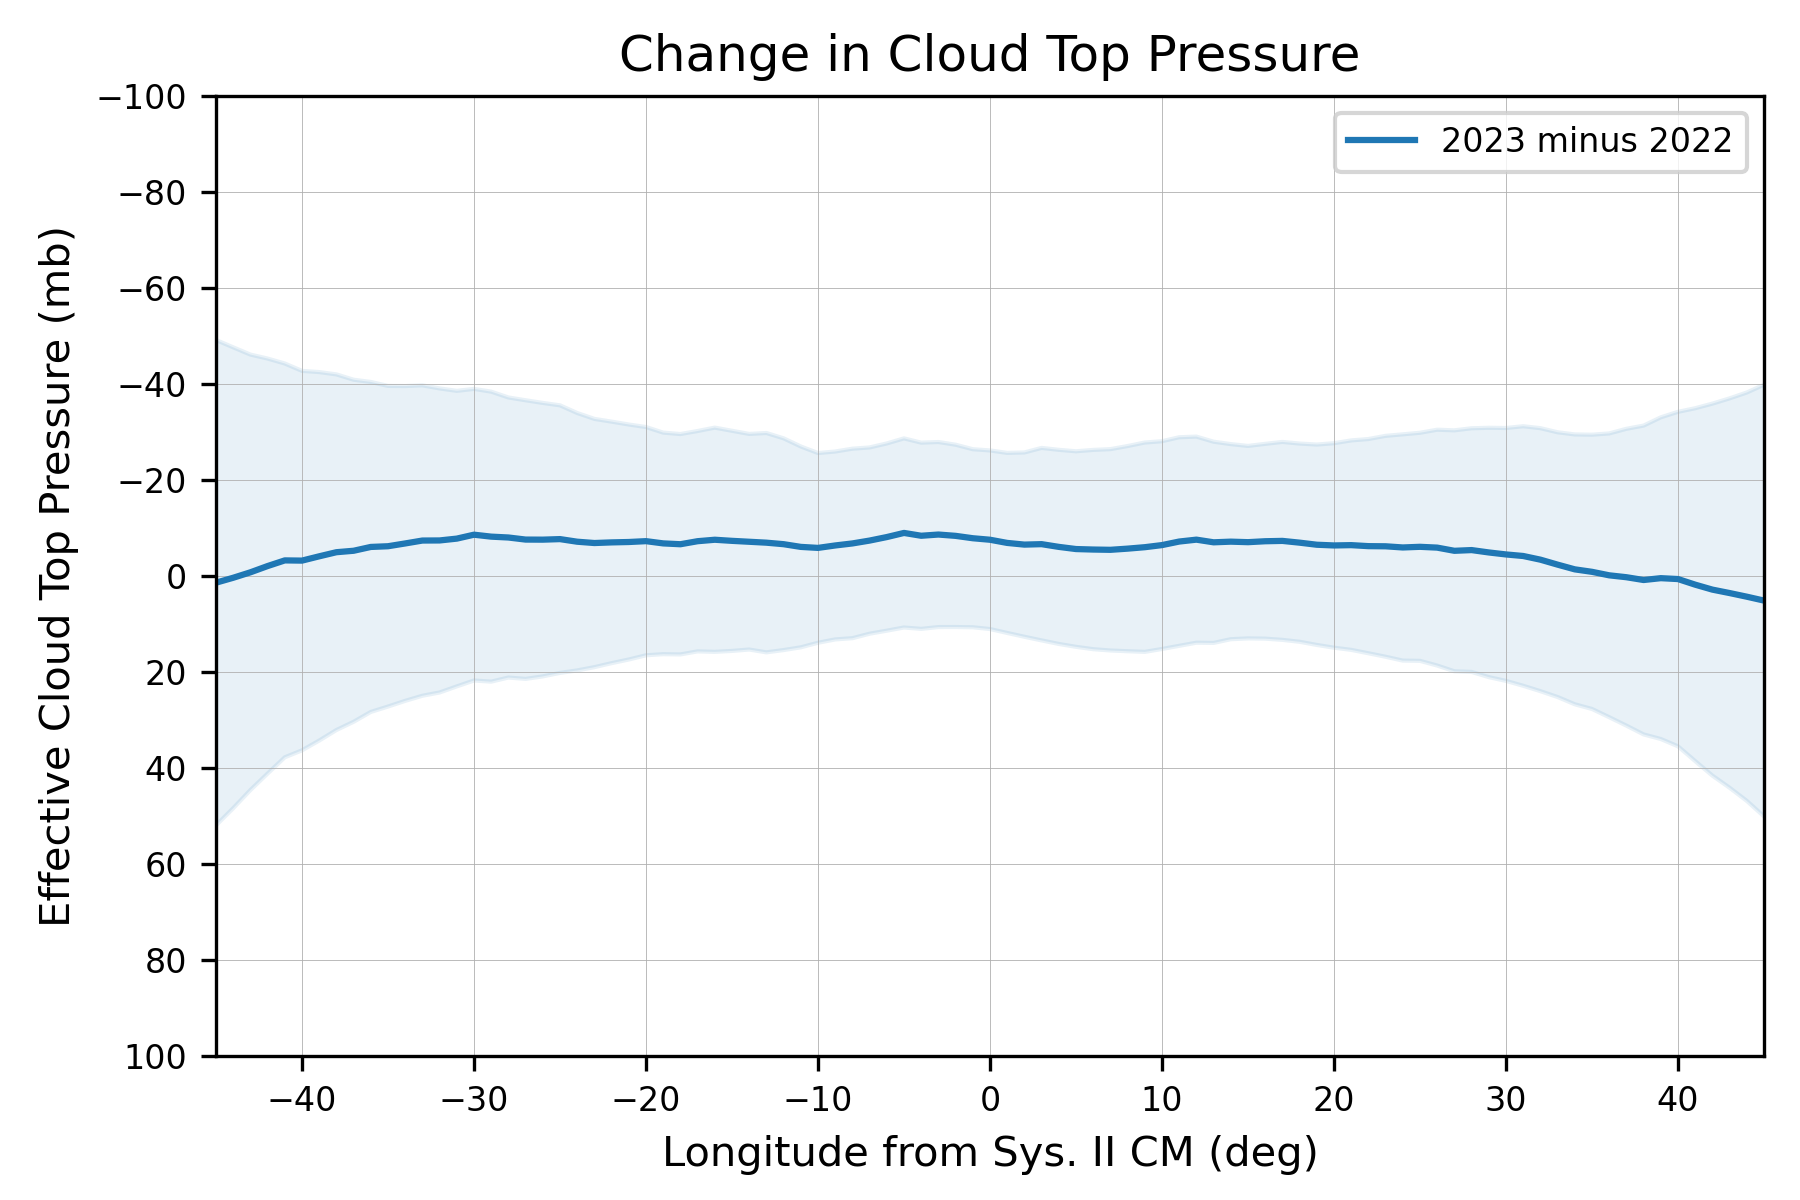 Change in Cloud Top Pressure
2023 minus 2022
Effective Cloud Top Pressure (mb)
−100
−80
−60
−40
−20
0
20
40
60
80
100
−40 −30 −20 −10 0 10 20 30 40
Longitude from Sys. II CM (deg)